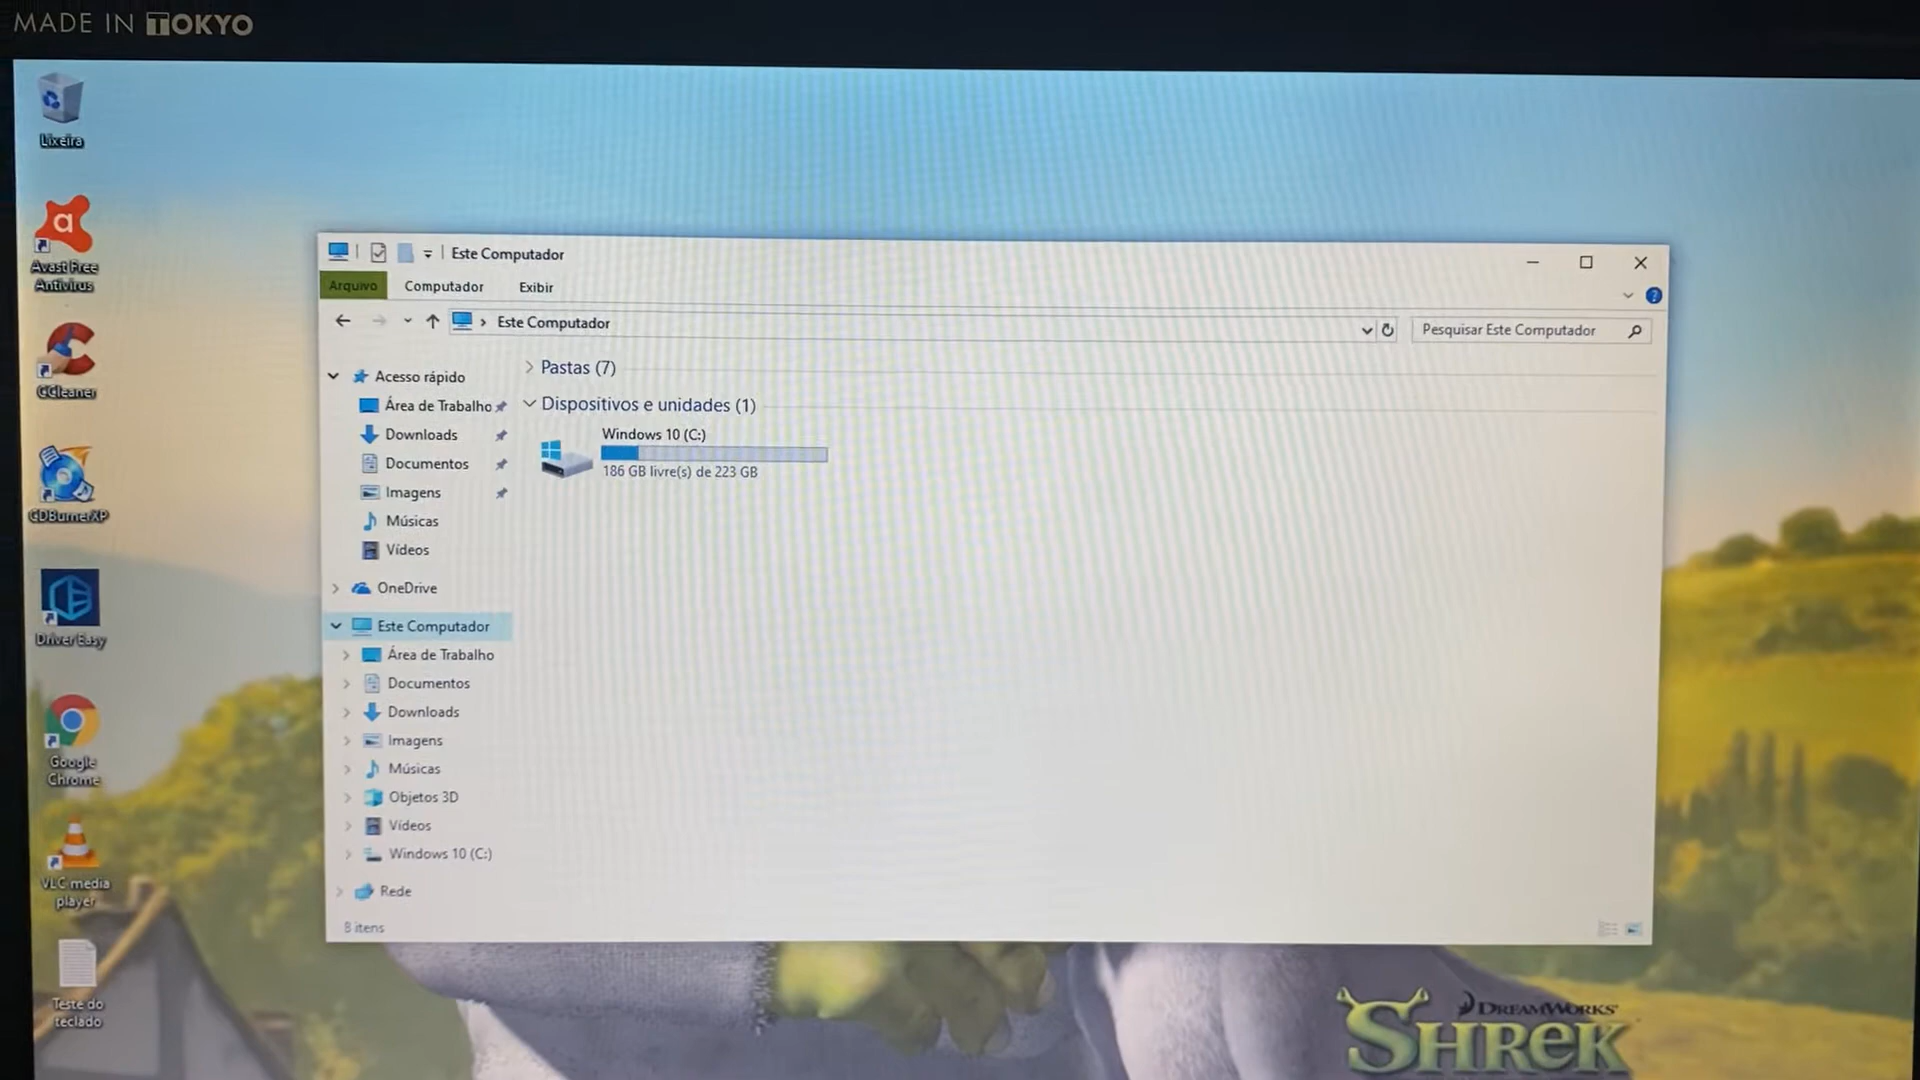 MADE IN TOKYO
Lixeira
Avast Free
Antivirus
CCleaner
CDBurnerXP
Driver Easy
Google
Chrome
VLC media
player
Teste do
teclado
Este Computador
Arquivo Computador Exibir
Este Computador
Pesquisar Este Computador
Acesso rápido
Área de Trabalho
Downloads
Documentos
Imagens
Músicas
Vídeos
OneDrive
Este Computador
Área de Trabalho
Documentos
Downloads
Imagens
Músicas
Objetos 3D
Vídeos
Windows 10 (C:)
Rede
8 itens
Pastas (7)
Dispositivos e unidades (1)
Windows 10 (C:)
186 GB livre(s) de 223 GB
DREAMWORKS
SHREK